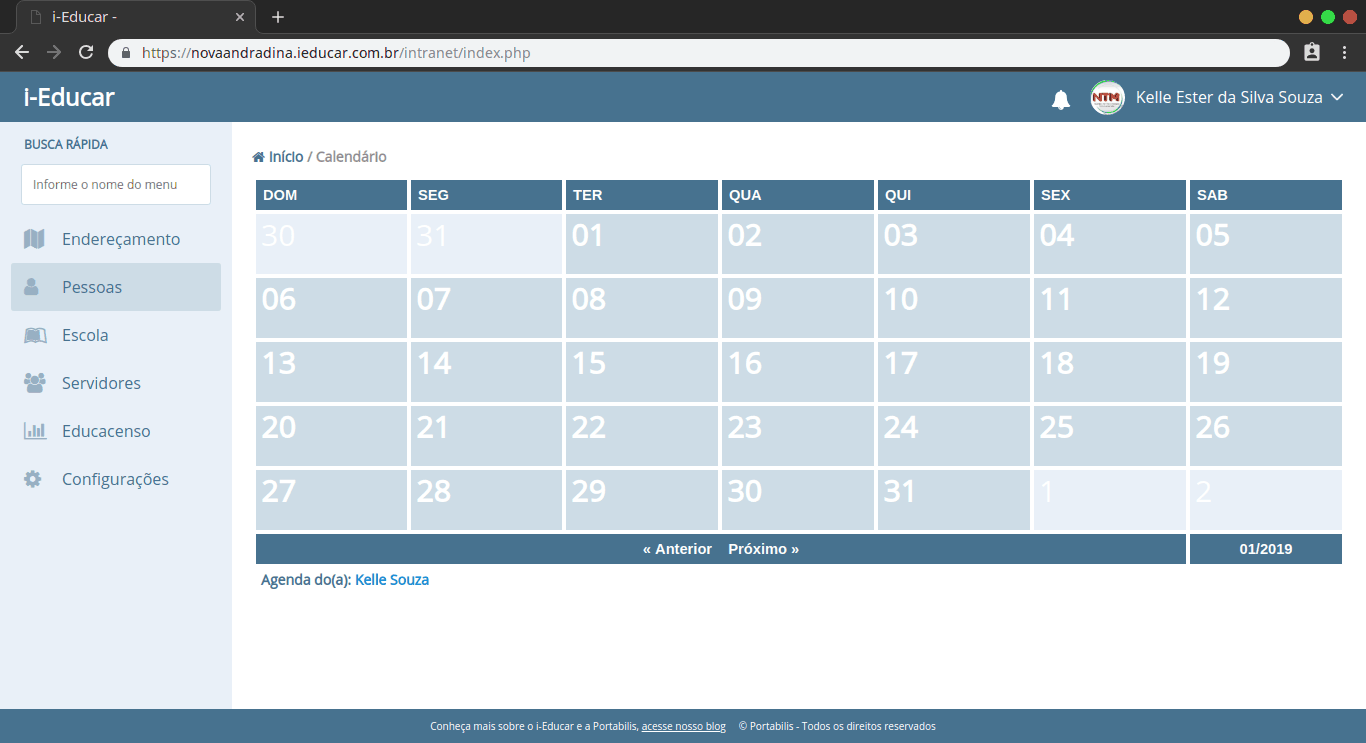 i-Educar -
https://novaandradina.ieducar.com.br/intranet/index.php
i-Educar
NTM
Kelle Ester da Silva Souza
BUSCA RÁPIDA
Informe o nome do menu
Endereçamento
Pessoas
Escola
Servidores
Educacenso
Configurações
Início / Calendário
DOM SEG TER QUA QUI SEX SAB
30 31 01 02 03 04 05
06 07 08 09 10 11 12
13 14 15 16 17 18 19
20 21 22 23 24 25 26
27 28 29 30 31 1 2
« Anterior Próximo » 01/2019
Agenda do(a): Kelle Souza
Conheça mais sobre o i-Educar e a Portabilis, acesse nosso blog © Portabilis - Todos os direitos reservados